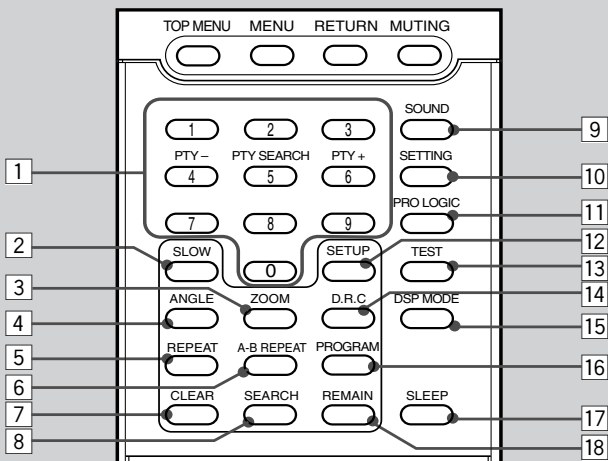 TOP MENU MENU RETURN MUTING
SOUND
1 2 3
9
PTY – PTY SEARCH PTY + SETTING
1 4 5 6
10
PRO LOGIC
7 8 9
11
2 SLOW 0 SETUP TEST
12
13
3
ANGLE ZOOM D.R.C DSP MODE
14
4
15
REPEAT A-B REPEAT PROGRAM
5
16
6
CLEAR SEARCH REMAIN SLEEP
7
17
8
18